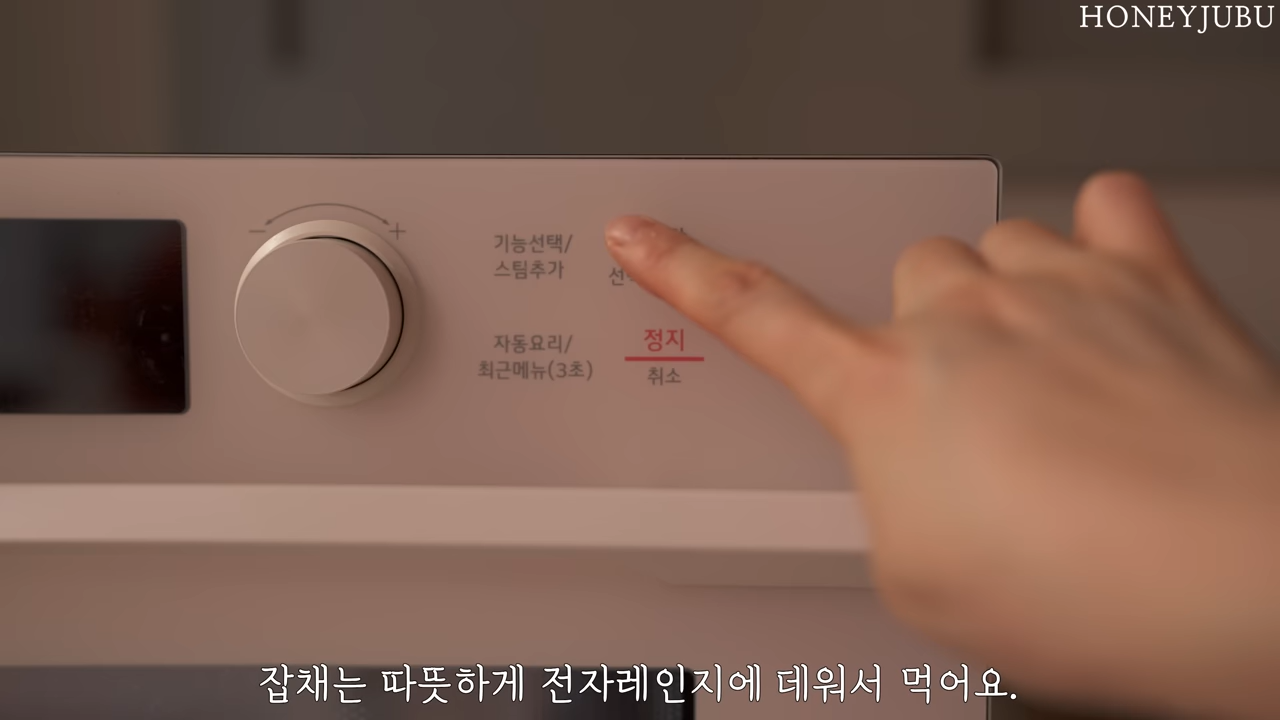 HONEYJUBU
− +
기능선택/
스팀추가
자동요리/
최근메뉴(3초)
정지
취소
잡채는 따뜻하게 전자레인지에 데워서 먹어요.